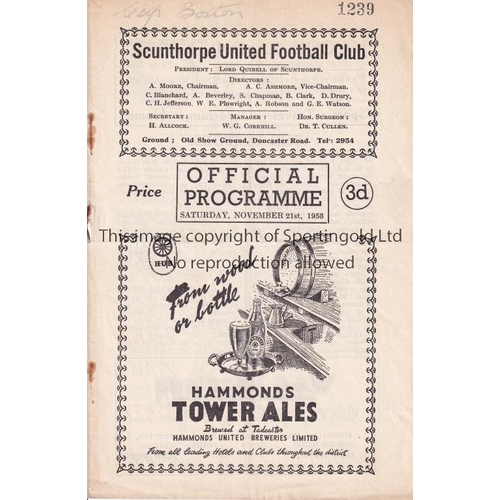 Cup Boston
1239
Scunthorpe United Football Club
President : Lord Quibell of Scunthorpe.
Directors :
A. Moore, Chairman. A. C. Ashmore, Vice-Chairman.
C. Blanchard, A. Beverley, S. Chapman, B. Clark, D. Drury,
C. H. Jefferson, W. E. Plowright, A. Robson and G. E. Watson.
Secretary : Manager : Hon. Surgeon :
H. Allcock. W. G. Corkhill. Dr. T. Cullen.
Ground ; Old Show Ground, Doncaster Road. Tel: 2954
Price
OFFICIAL
PROGRAMME
SATURDAY, NOVEMBER 21st, 1953
3d
This image copyright of Sportingold Ltd
No reproduction allowed
HUB
From wood
or bottle
HAMMONDS
TOWER ALES
Brewed at Tadcaster
HAMMONDS UNITED BREWERIES LIMITED
From all leading Hotels and Clubs throughout the district